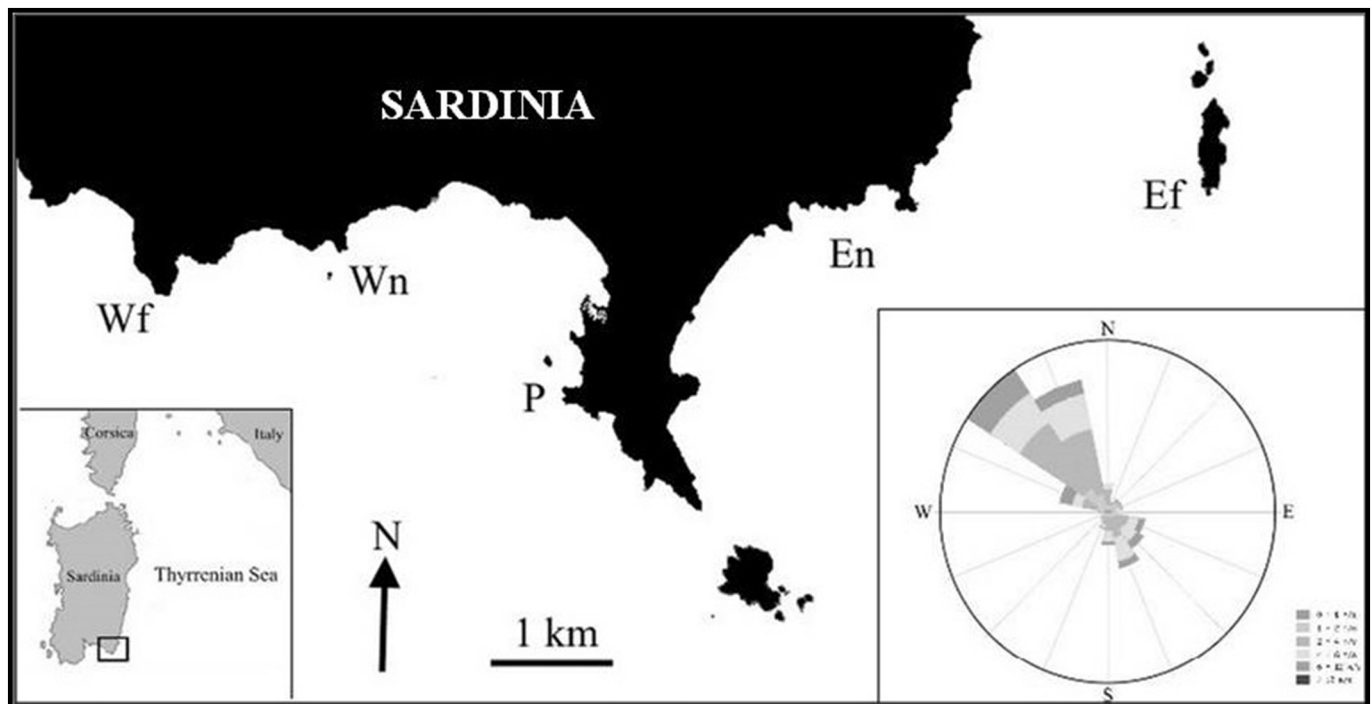 SARDINIA
Ef
En
Wn
Wf
P
N
1 km
Corsica
Italy
Sardinia
Thyrrenian Sea
N
W
E
S